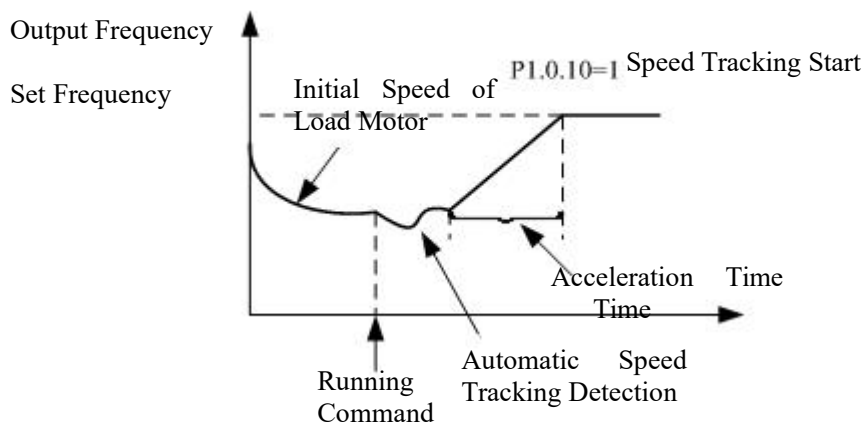 Output Frequency
P1.0.10=1 Speed Tracking Start
Set Frequency
Initial Speed of
Load Motor
Acceleration Time
Time
Automatic Speed
Tracking Detection
Running
Command